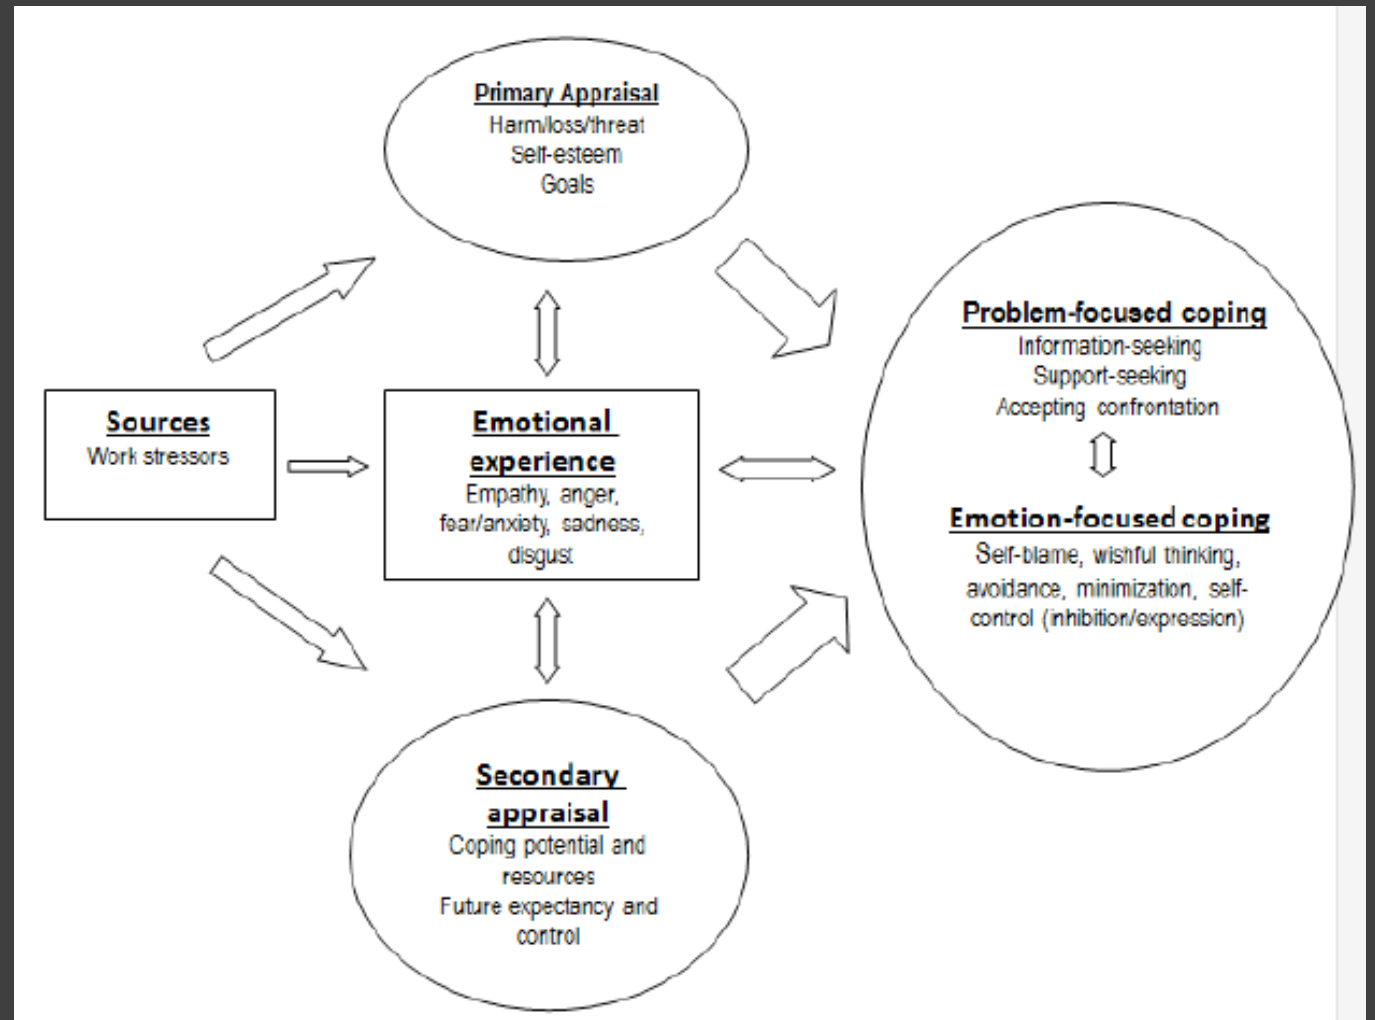 Primary Appraisal
Harm/loss/threat
Self-esteem
Goals
Sources
Work stressors
Emotional
experience
Empathy, anger,
fear/anxiety, sadness,
disgust
Secondary
appraisal
Coping potential and
resources
Future expectancy and
control
Problem-focused coping
Information-seeking
Support-seeking
Accepting confrontation
Emotion-focused coping
Self-blame, wishful thinking,
avoidance, minimization, self-
control (inhibition/expression)